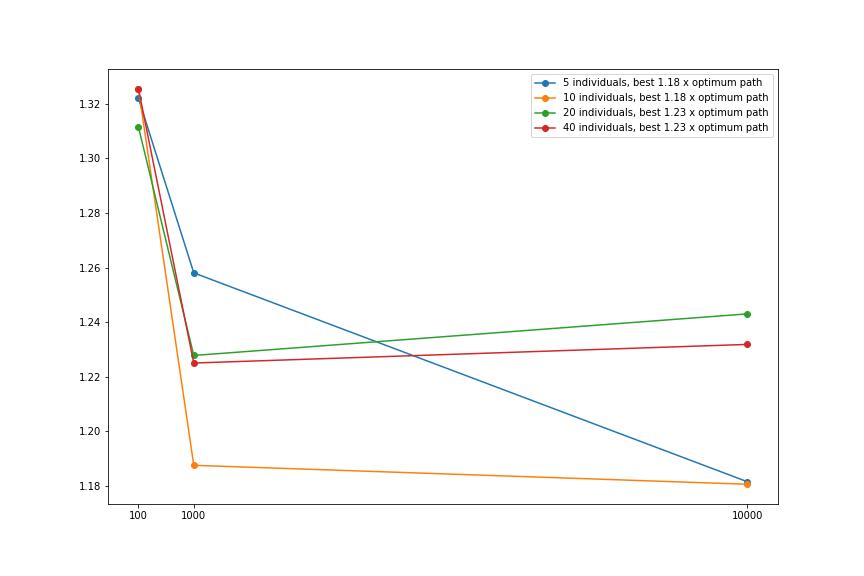 5 individuals, best 1.18 x optimum path
10 individuals, best 1.18 x optimum path
20 individuals, best 1.23 x optimum path
40 individuals, best 1.23 x optimum path
1.32
1.30
1.28
1.26
1.24
1.22
1.20
1.18
100
1000
10000